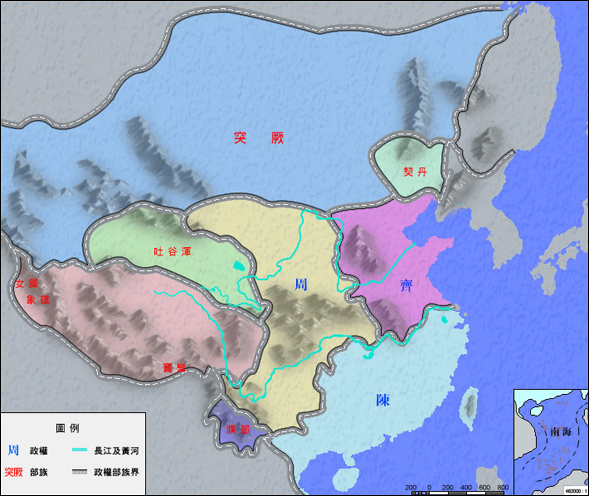 突厥
契丹
吐谷渾
周
齊
女國
象雄
陳
南海
圖例
周 政權
長江及黃河
突厥 部族
政權部族界
200 0 200 400 600 800